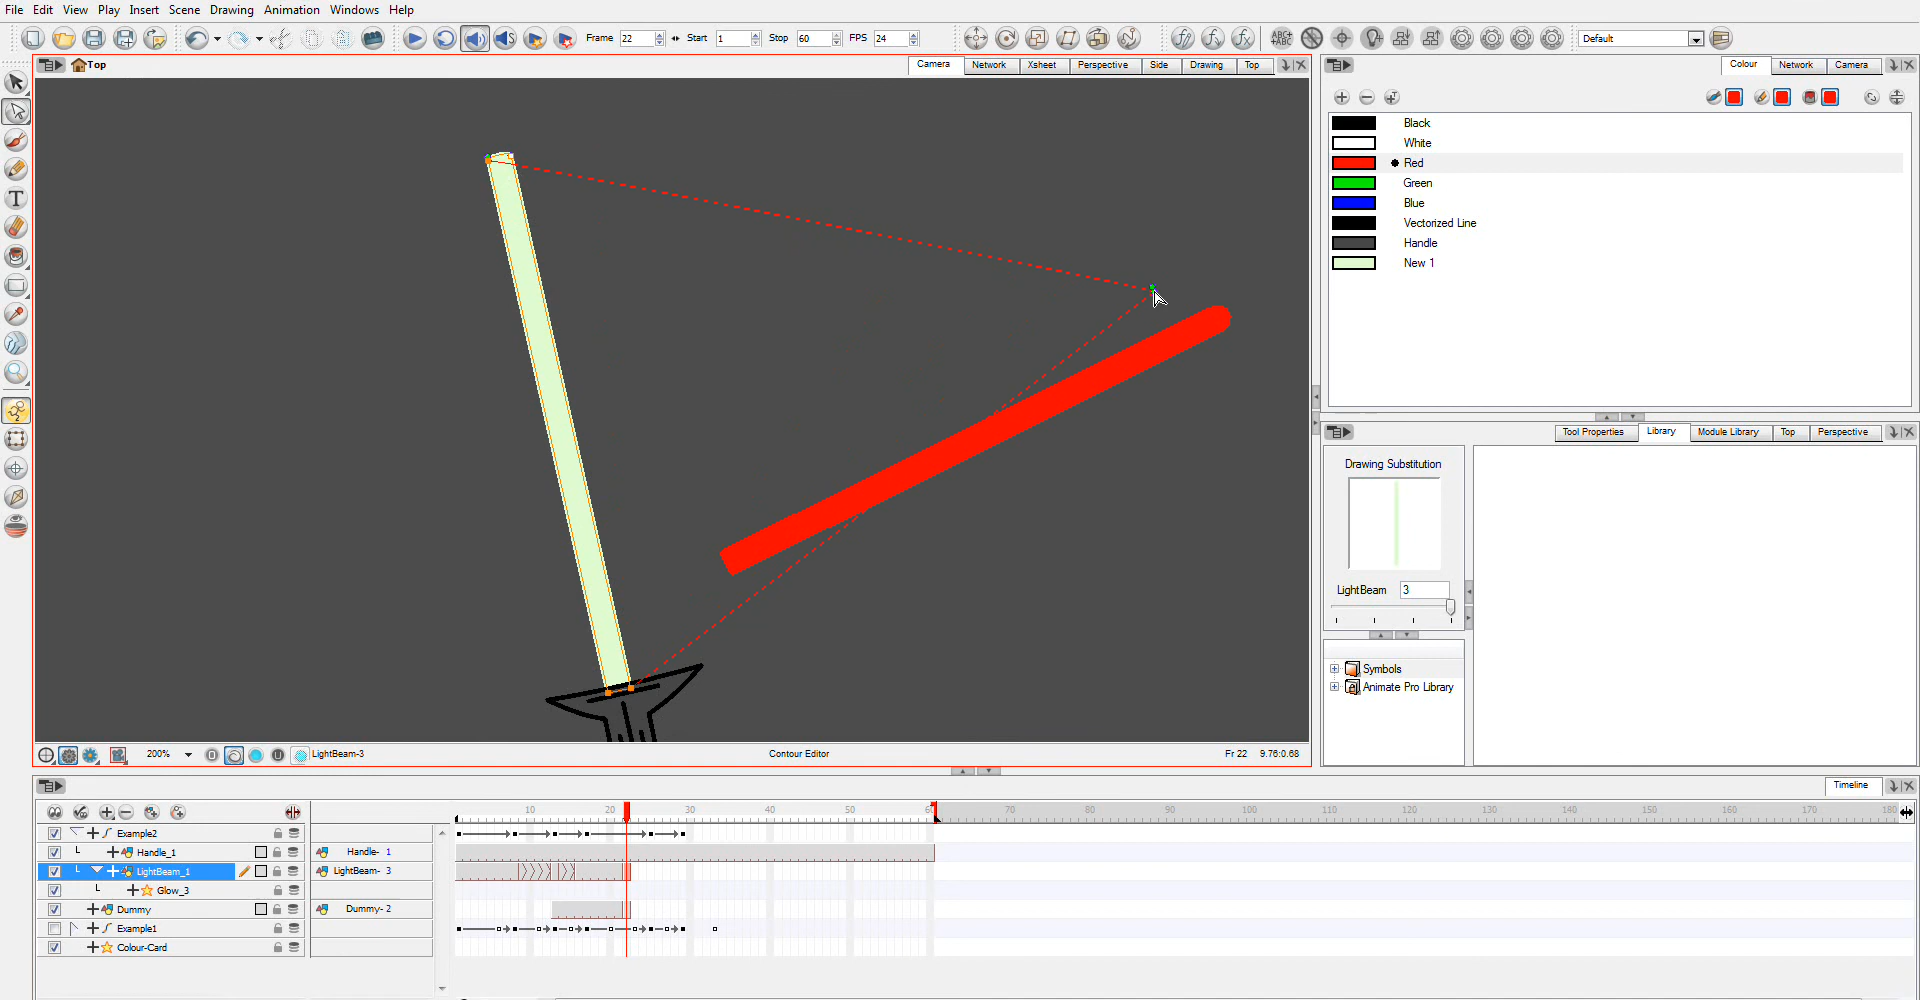 File Edit View Play Insert Scene Drawing Animation Windows Help
Frame 22 Start 1 Stop 60 FPS 24 Default
Top Camera Network Xsheet Perspective Side Drawing Top
Colour Network Camera
Black
White
Red
Green
Blue
Vectorized Line
Handle
New 1
Tool Properties Library Module Library Top Perspective
Drawing Substitution
LightBeam 3
Symbols
Animate Pro Library
200% LightBeam-3 Contour Editor Fr 22 9.76:0.68
Timeline
10 20 30 40 50 60 70 80 90 100 110 120 130 140 150 160 170 180
Example2
Handle_1 Handle- 1
LightBeam_1 LightBeam- 3
Glow_3
Dummy Dummy- 2
Example1
Colour-Card